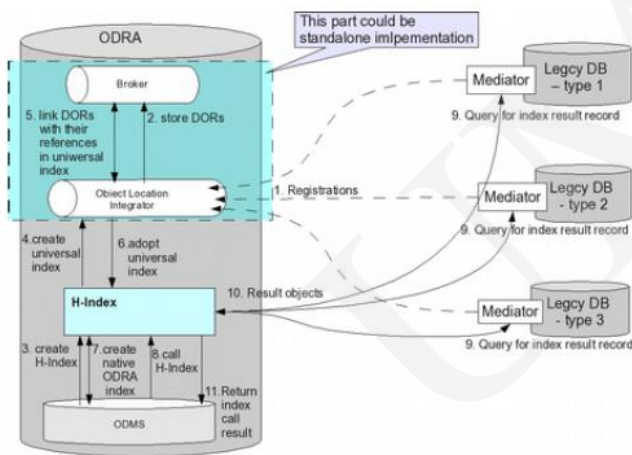 ODRA
This part could be
standalone imlpementation
Broker
5. link DORs
with their
references
in uniwersal
index
2. store DORs
Object Location
Integrator
1. Registrations
4.create
universal
index
6.adopt
universal
index
H-Index
10. Result objects
3. create
H-Index
7.create
native
ODRA
index
8.call
H-Index
11.Return
index
call
result
ODMS
Mediator
Legcy DB
– type 1
9. Query for index result record
Mediator
Legcy DB
- type 2
9. Query for index result record
Mediator
Legcy DB
- type 3
9. Query for index result record